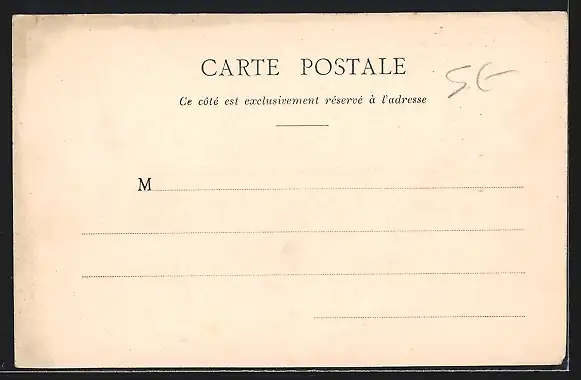 CARTE POSTALE
Ce côté est exclusivement réservé à l'adresse
M